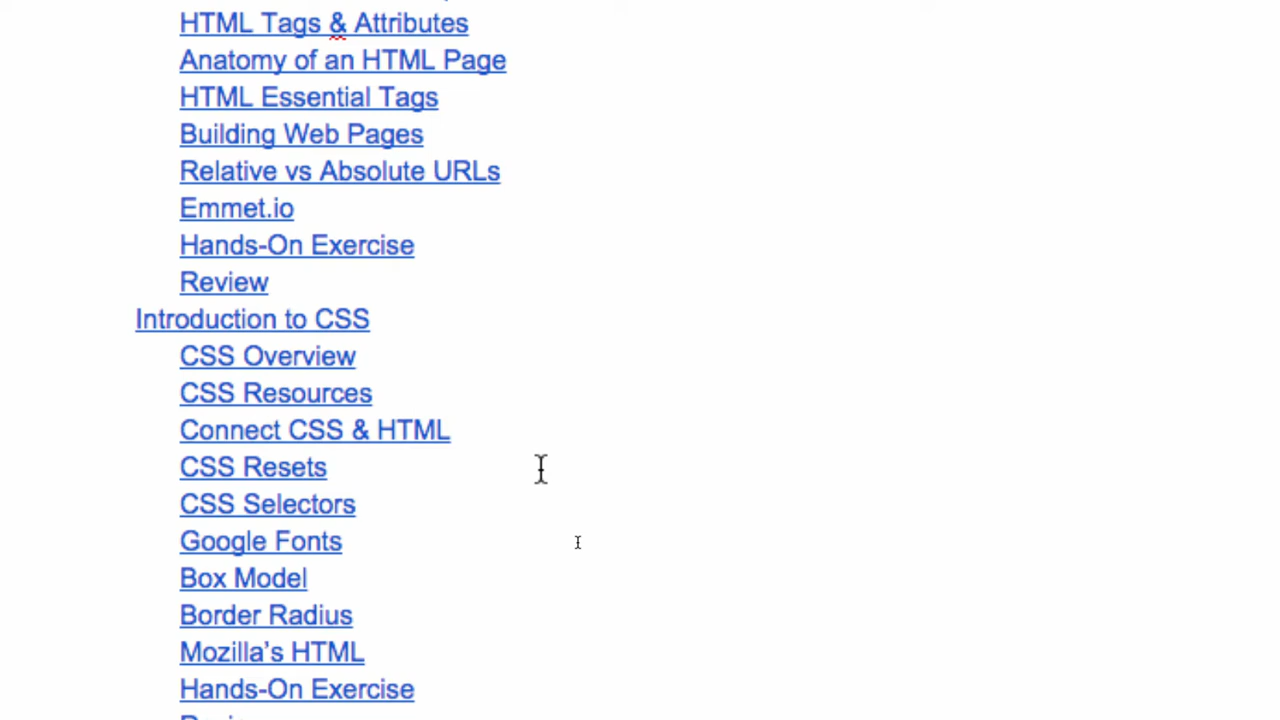 HTML Tags & Attributes
Anatomy of an HTML Page
HTML Essential Tags
Building Web Pages
Relative vs Absolute URLs
Emmet.io
Hands-On Exercise
Review
Introduction to CSS
CSS Overview
CSS Resources
Connect CSS & HTML
CSS Resets
CSS Selectors
Google Fonts
Box Model
Border Radius
Mozilla’s HTML
Hands-On Exercise